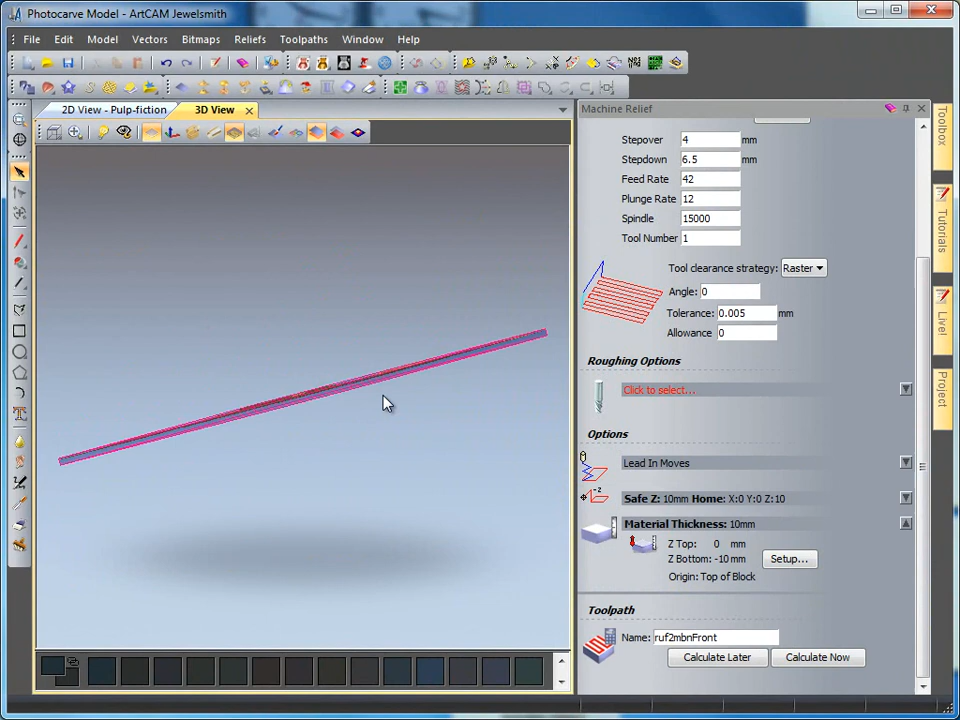 Photocarve Model - ArtCAM Jewelsmith
File Edit Model Vectors Bitmaps Reliefs Toolpaths Window Help
2D View - Pulp-fiction
3D View
Machine Relief
Stepover 4 mm
Stepdown 6.5 mm
Feed Rate 42
Plunge Rate 12
Spindle 15000
Tool Number 1
Tool clearance strategy: Raster
Angle: 0
Tolerance: 0.005 mm
Allowance 0
Roughing Options
Click to select...
Options
Lead In Moves
Safe Z: 10mm Home: X:0 Y:0 Z:10
Material Thickness: 10mm
Z Top: 0 mm
Z Bottom: -10 mm
Setup...
Origin: Top of Block
Toolpath
Name: ruf2mbnFront
Calculate Later
Calculate Now
Toolbox
Tutorials
Live!
Project